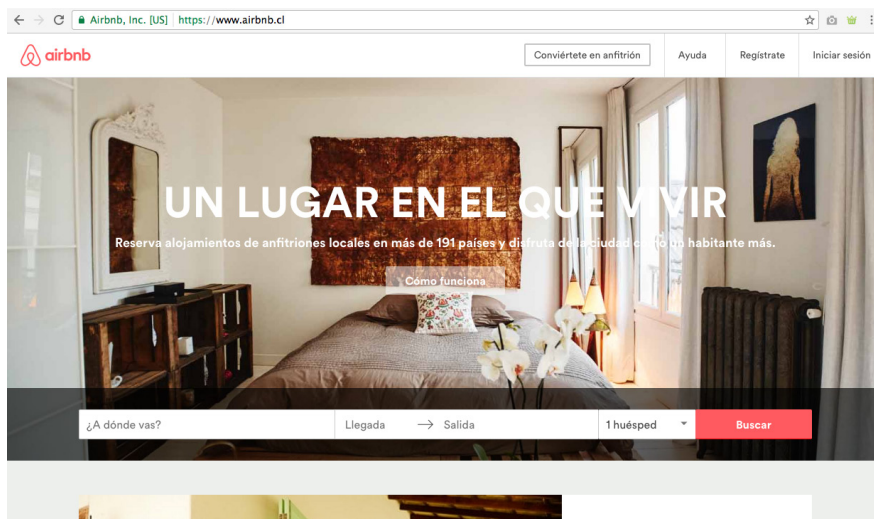 Airbnb, Inc. [US] https://www.airbnb.cl
airbnb
Conviértete en anfitrión Ayuda Regístrate Iniciar sesión
UN LUGAR EN EL QUE VIVIR
Reserva alojamientos de anfitriones locales en más de 191 países y disfruta de la ciudad como un habitante más.
Cómo funciona
¿A dónde vas? Llegada → Salida 1 huésped Buscar